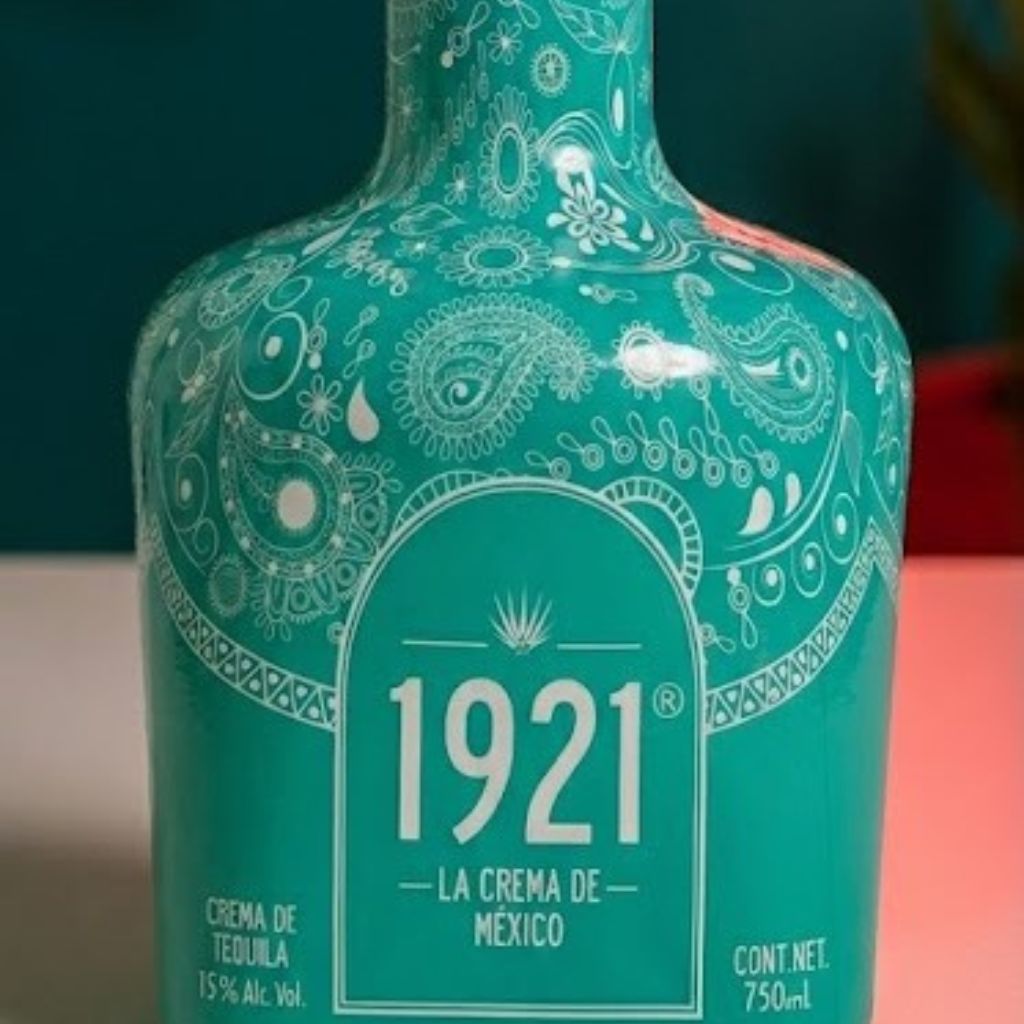 1921®
LA CREMA DE
MÉXICO
CREMA DE
TEQUILA
15% Alc. Vol.
CONT.NET.
750ml